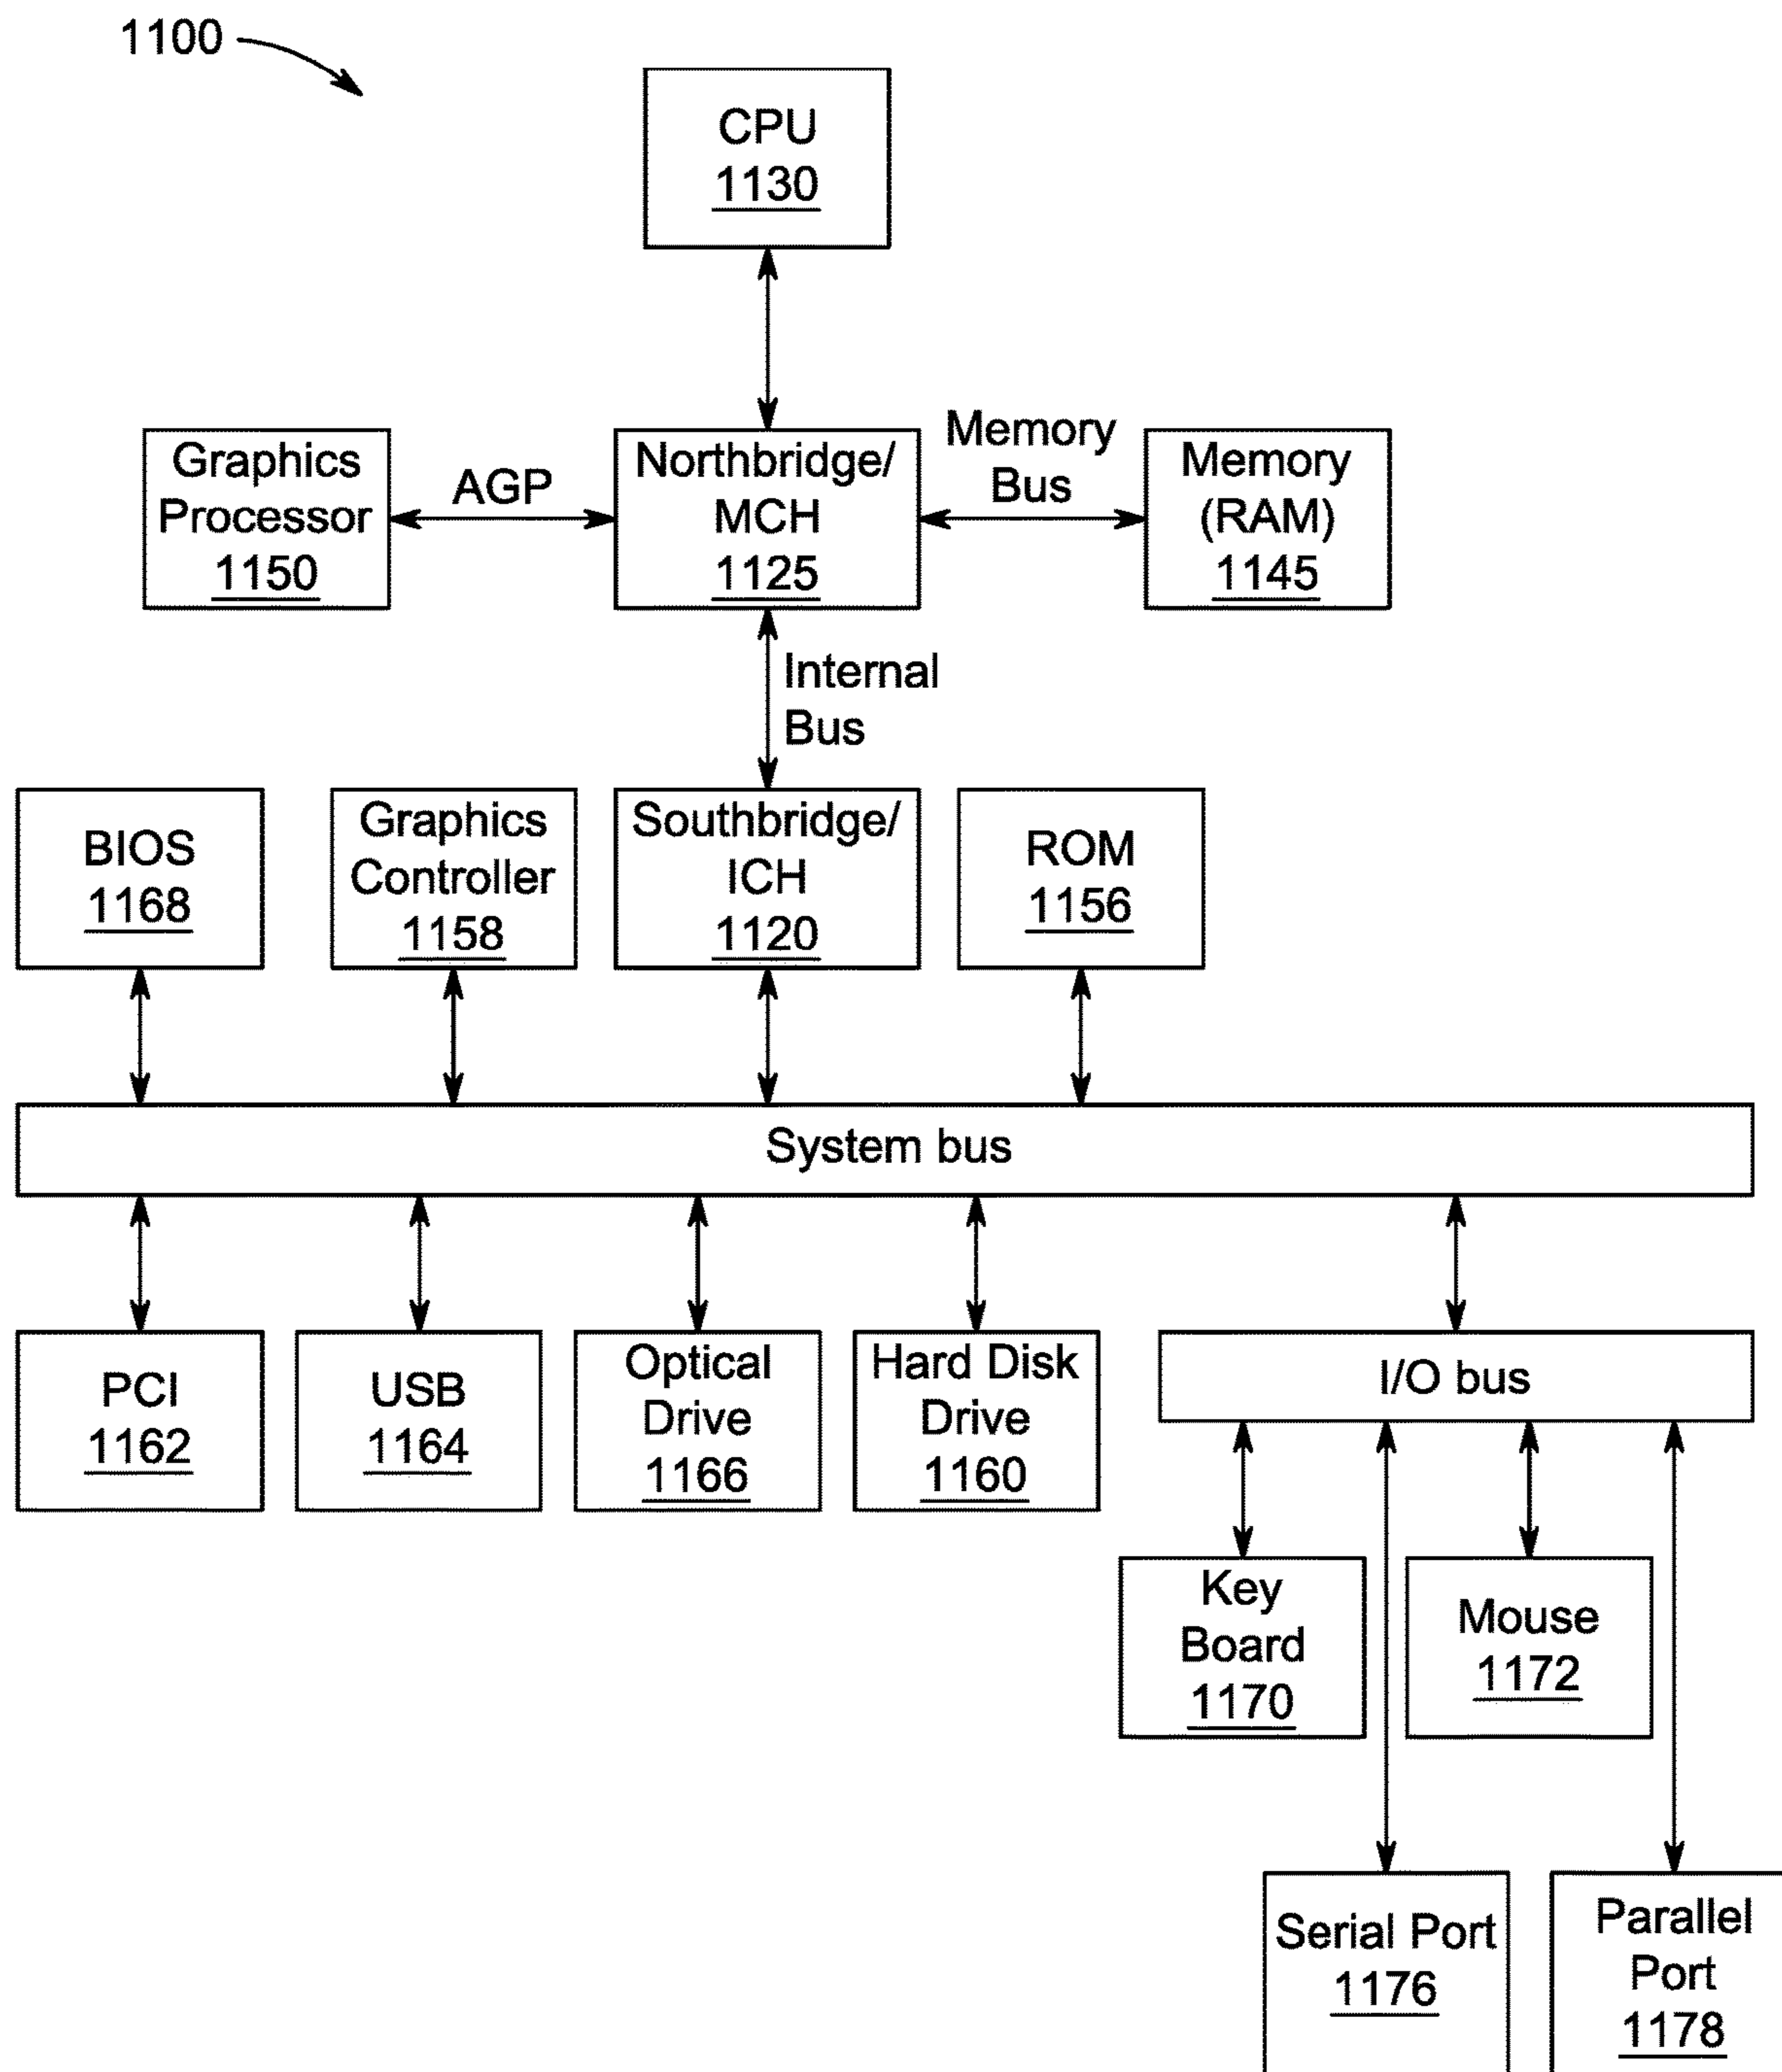 1100
CPU
1130
Graphics
Processor
1150
AGP
Northbridge/
MCH
1125
Memory
Bus
Memory
(RAM)
1145
Internal
Bus
BIOS
1168
Graphics
Controller
1158
Southbridge/
ICH
1120
ROM
1156
System bus
PCI
1162
USB
1164
Optical
Drive
1166
Hard Disk
Drive
1160
I/O bus
Key
Board
1170
Mouse
1172
Serial Port
1176
Parallel
Port
1178